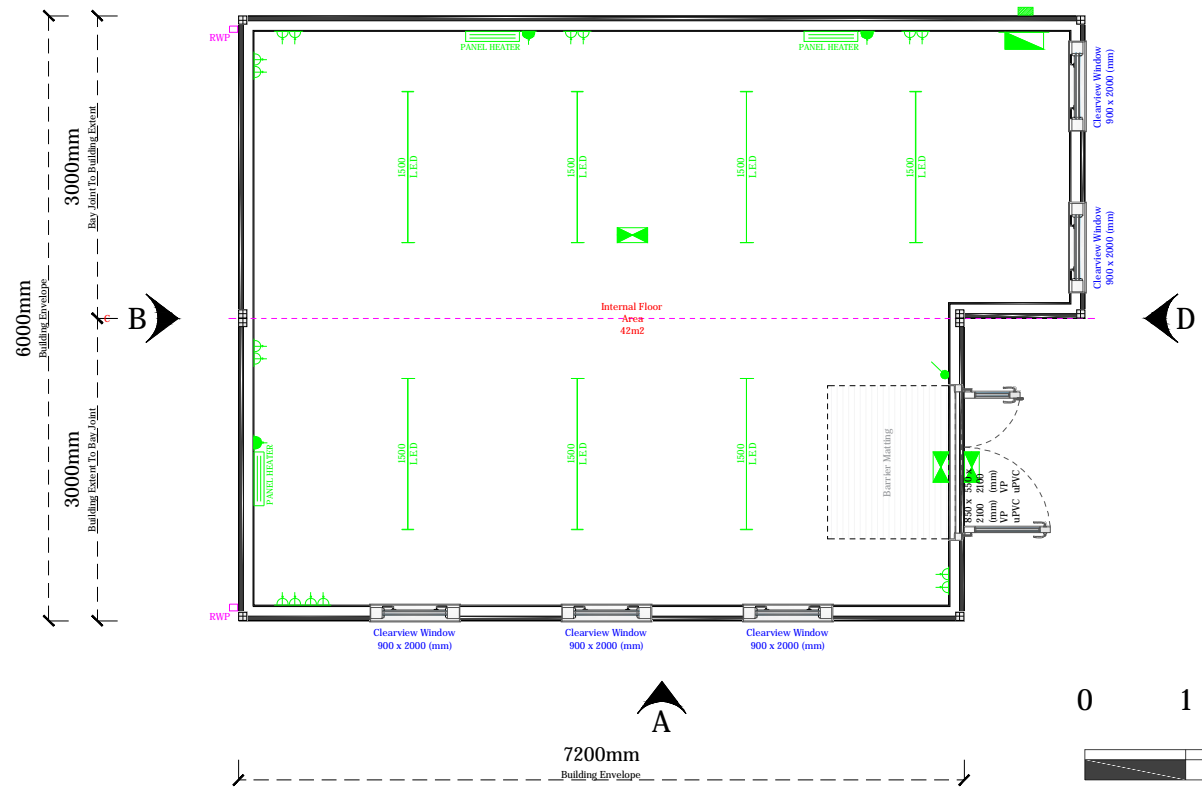 RWP
PANEL HEATER
PANEL HEATER
Clearview Window
900 x 2000 (mm)
3000mm
Bay Joint To Building Extent
1500
LED
1500
LED
1500
LED
1500
LED
Clearview Window
900 x 2000 (mm)
6000mm
Building Envelope
C
B
Internal Floor
Area
42m2
D
3000mm
Building Extent To Bay Joint
PANEL HEATER
1500
LED
1500
LED
1500
LED
Barrier Matting
850 x
2100
(mm)
VP
uPVC
550 x
2100
(mm)
VP
uPVC
RWP
Clearview Window
900 x 2000 (mm)
Clearview Window
900 x 2000 (mm)
Clearview Window
900 x 2000 (mm)
A
0 1
7200mm
Building Envelope